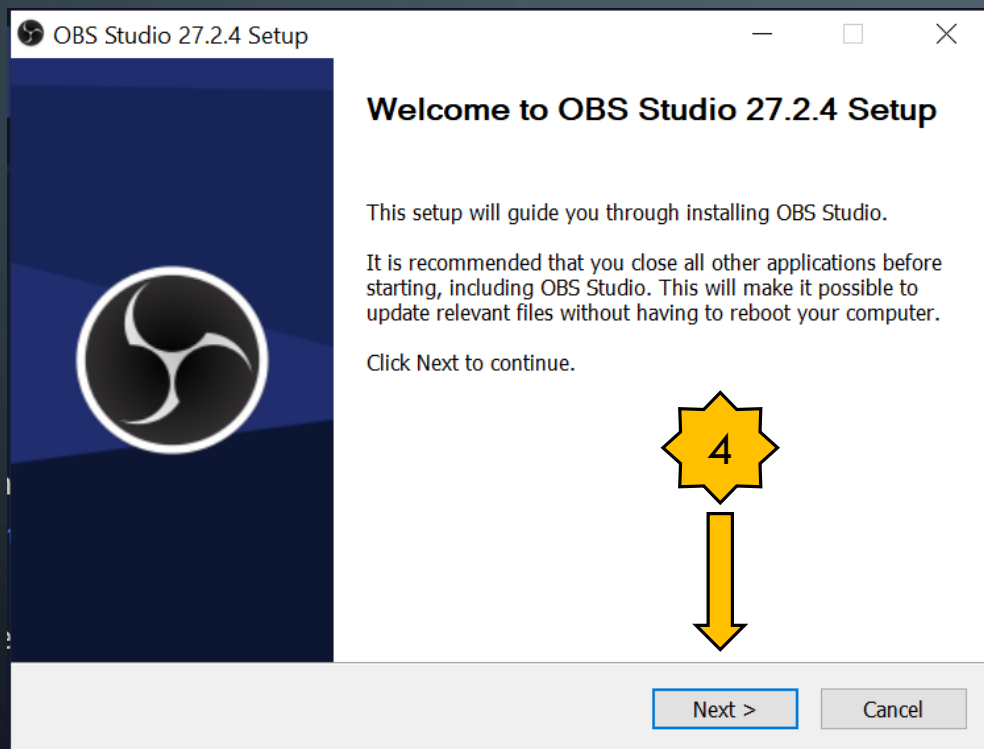 OBS Studio 27.2.4 Setup
Welcome to OBS Studio 27.2.4 Setup
This setup will guide you through installing OBS Studio.
It is recommended that you close all other applications before
starting, including OBS Studio. This will make it possible to
update relevant files without having to reboot your computer.
Click Next to continue.
4
Next >
Cancel